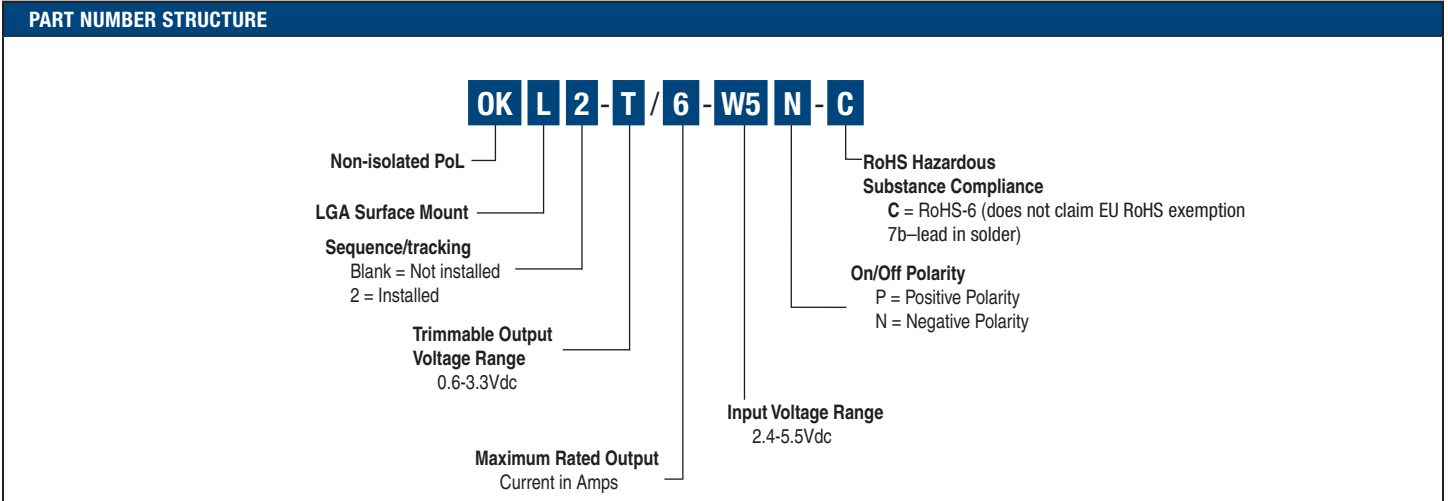 PART NUMBER STRUCTURE
OK L 2 - T / 6 - W5 N - C
Non-isolated PoL
LGA Surface Mount
Sequence/tracking
Blank = Not installed
2 = Installed
Trimmable Output
Voltage Range
0.6-3.3Vdc
Maximum Rated Output
Current in Amps
RoHS Hazardous
Substance Compliance
C = RoHS-6 (does not claim EU RoHS exemption
7b–lead in solder)
On/Off Polarity
P = Positive Polarity
N = Negative Polarity
Input Voltage Range
2.4-5.5Vdc